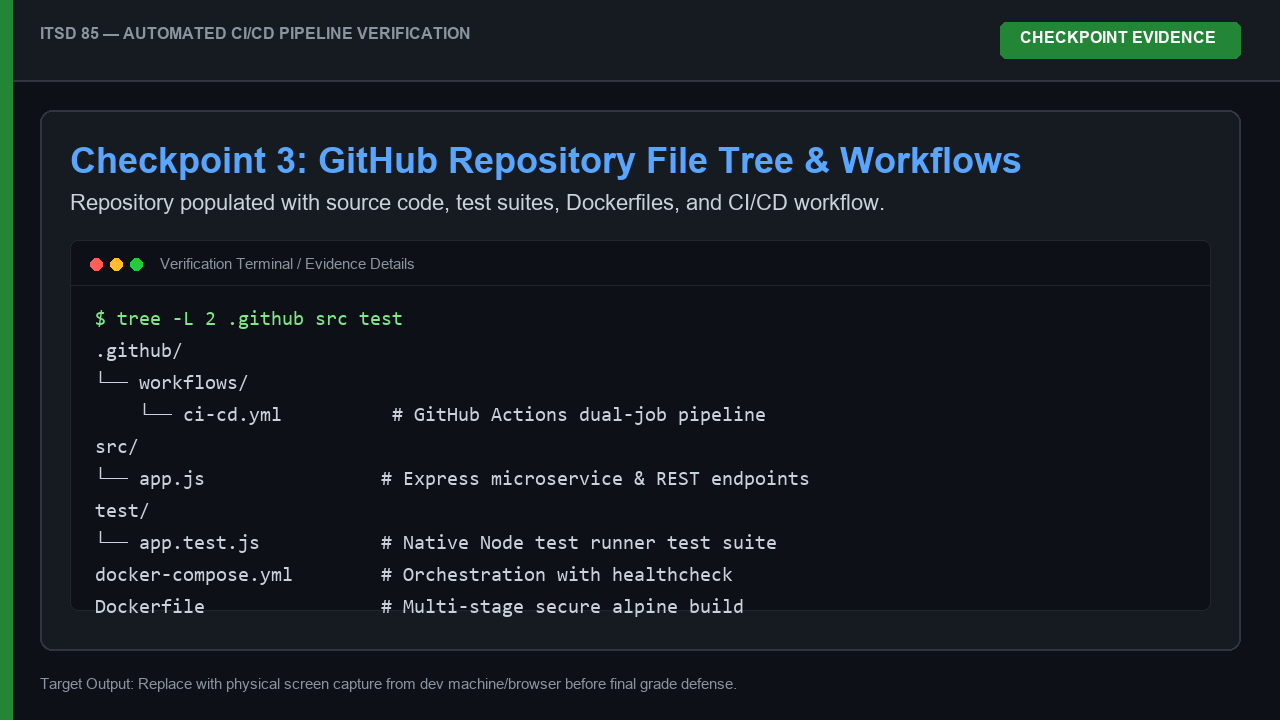 ITSD 85 — AUTOMATED CI/CD PIPELINE VERIFICATION
CHECKPOINT EVIDENCE
Checkpoint 3: GitHub Repository File Tree & Workflows
Repository populated with source code, test suites, Dockerfiles, and CI/CD workflow.
Verification Terminal / Evidence Details
$ tree -L 2 .github src test
.github/
└── workflows/
    └── ci-cd.yml          # GitHub Actions dual-job pipeline
src/
└── app.js                # Express microservice & REST endpoints
test/
└── app.test.js           # Native Node test runner test suite
docker-compose.yml        # Orchestration with healthcheck
Dockerfile                # Multi-stage secure alpine build
Target Output: Replace with physical screen capture from dev machine/browser before final grade defense.